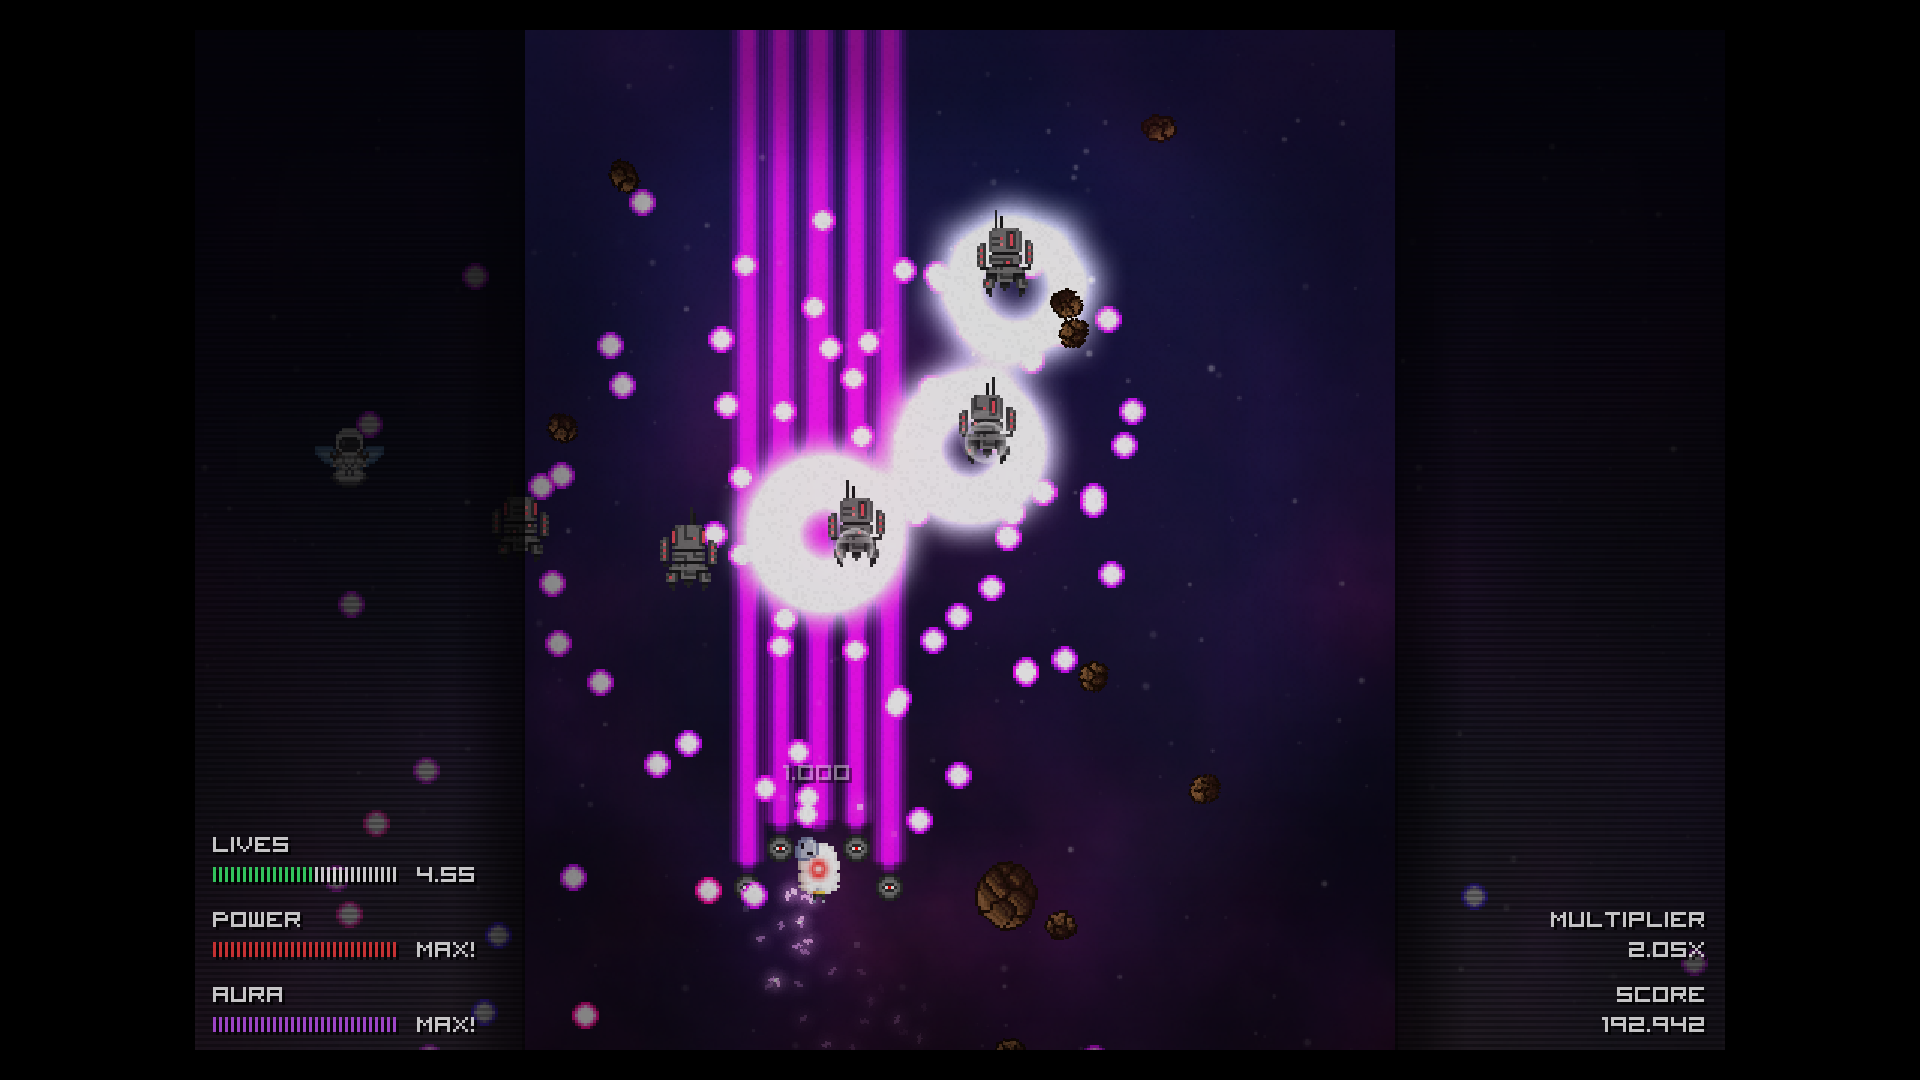 1.000
LIVES
4.55
POWER
MAX!
AURA
MAX!
MULTIPLIER
2.05X
SCORE
192.942